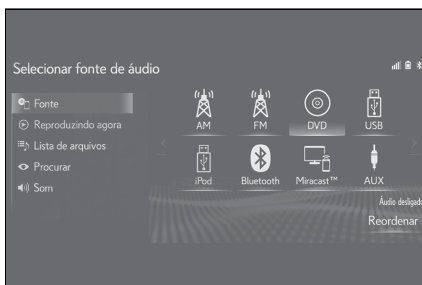 Selecionar fonte de áudio
Fonte
Reproduzindo agora
Lista de arquivos
Procurar
Som
AM
FM
DVD
USB
iPod
Bluetooth
Miracast™
AUX
Áudio desligado
Reordenar